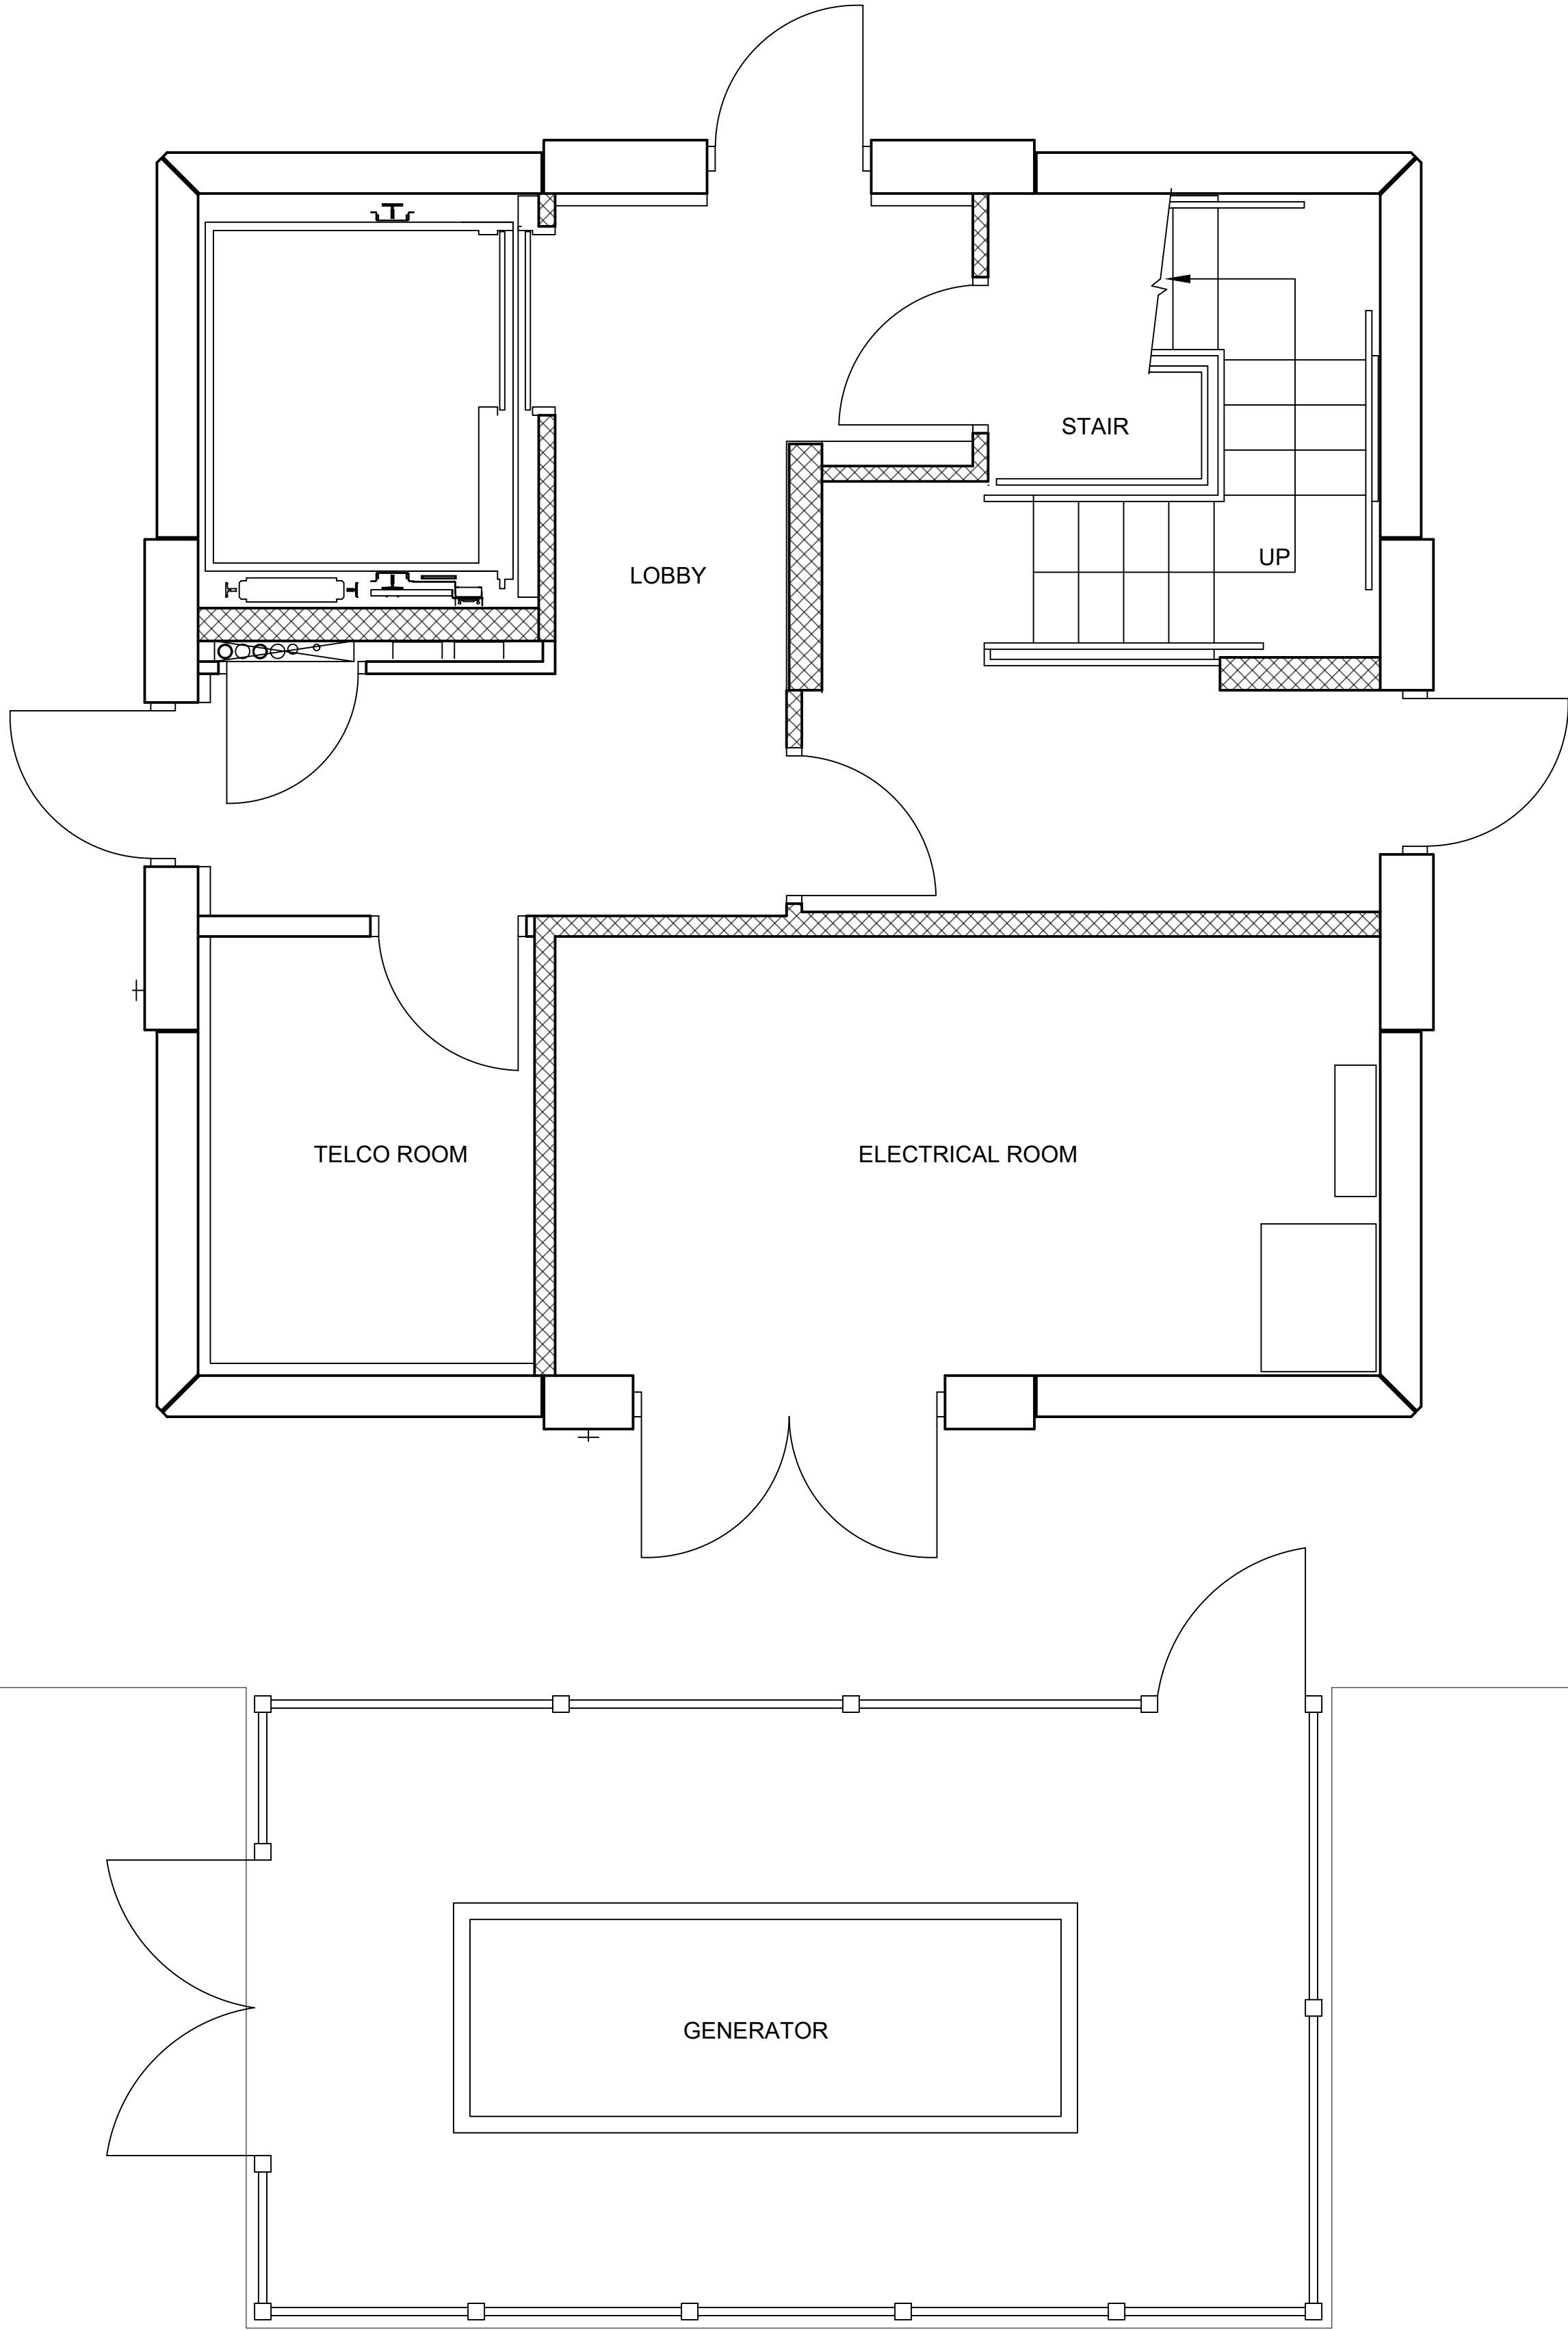 STAIR
UP
LOBBY
TELCO ROOM
ELECTRICAL ROOM
GENERATOR